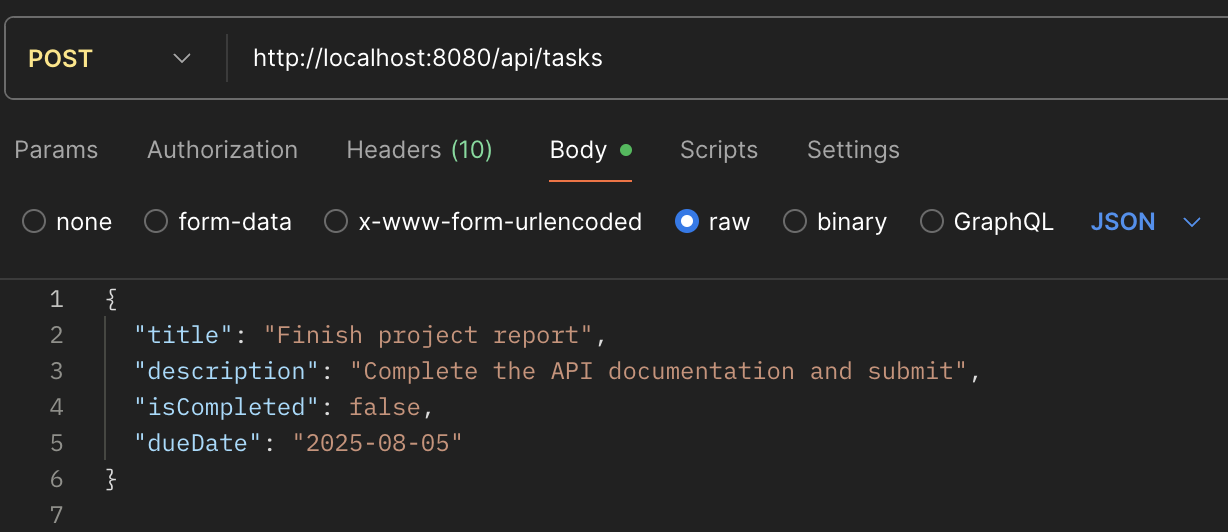 POST http://localhost:8080/api/tasks
Params Authorization Headers (10) Body Scripts Settings
none form-data x-www-form-urlencoded raw binary GraphQL JSON
1 {
2 "title": "Finish project report",
3 "description": "Complete the API documentation and submit",
4 "isCompleted": false,
5 "dueDate": "2025-08-05"
6 }
7